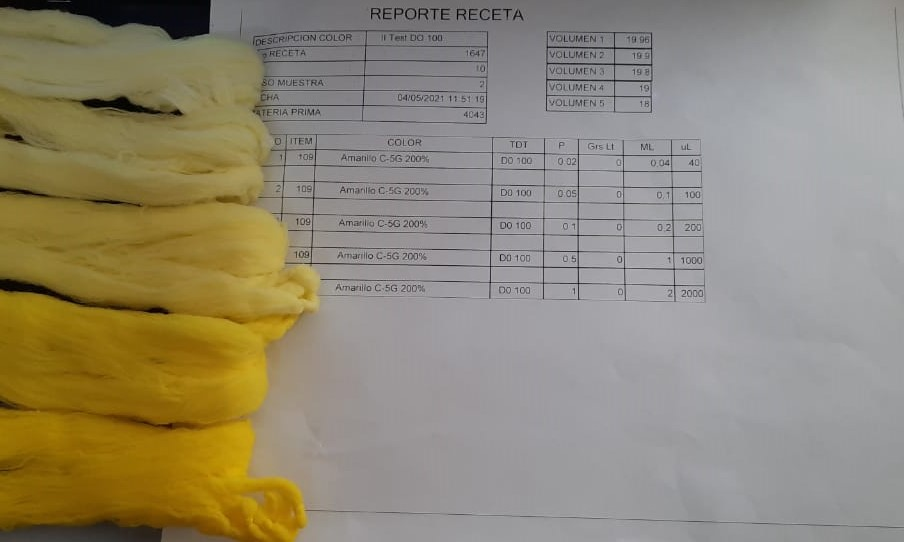 REPORTE RECETA
DESCRIPCION COLOR II Test DO 100
RECETA 1647
10
SO MUESTRA 2
CHA 04/05/2021 11:51:19
ATERIA PRIMA 4043
VOLUMEN 1 19.96
VOLUMEN 2 19.9
VOLUMEN 3 19.8
VOLUMEN 4 19
VOLUMEN 5 18
O ITEM COLOR TDT P Grs Lt ML uL
1 109 Amarillo C-5G 200% D0 100 0.02 0 0,04 40
2 109 Amarillo C-5G 200% D0 100 0.05 0 0,1 100
109 Amarillo C-5G 200% D0 100 0.1 0 0,2 200
109 Amarillo C-5G 200% D0 100 0.5 0 1 1000
Amarillo C-5G 200% D0 100 1 0 2 2000